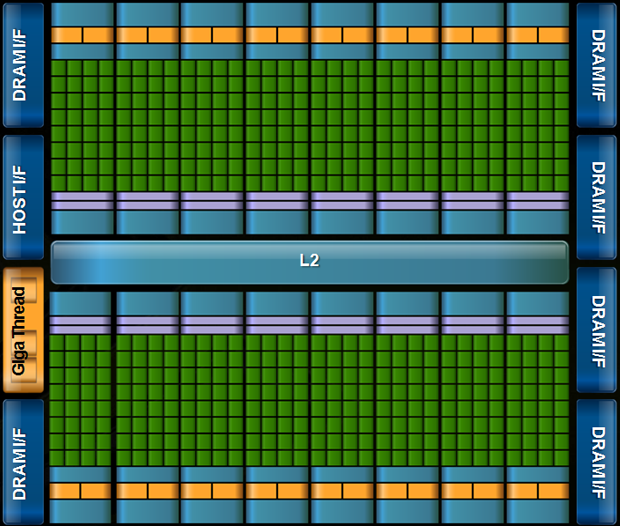 DRAM I/F
HOST I/F
Giga Thread
DRAM I/F
L2
DRAM I/F
DRAM I/F
DRAM I/F
DRAM I/F